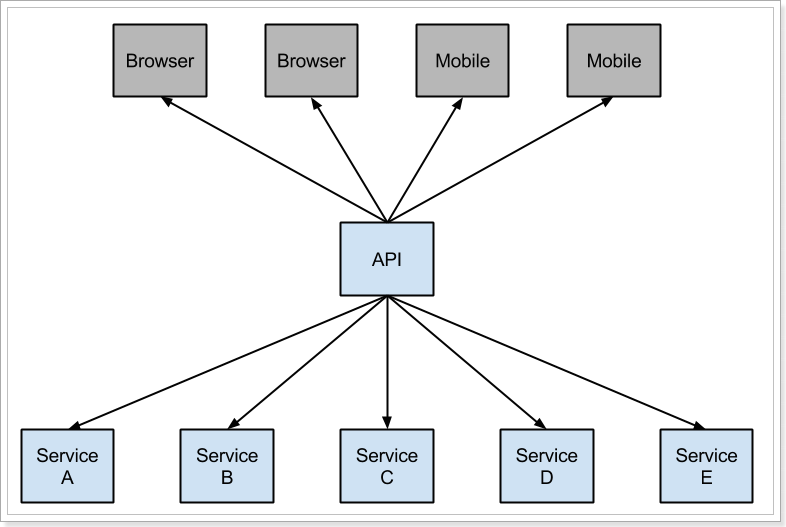 Browser
Browser
Mobile
Mobile
API
Service
A
Service
B
Service
C
Service
D
Service
E